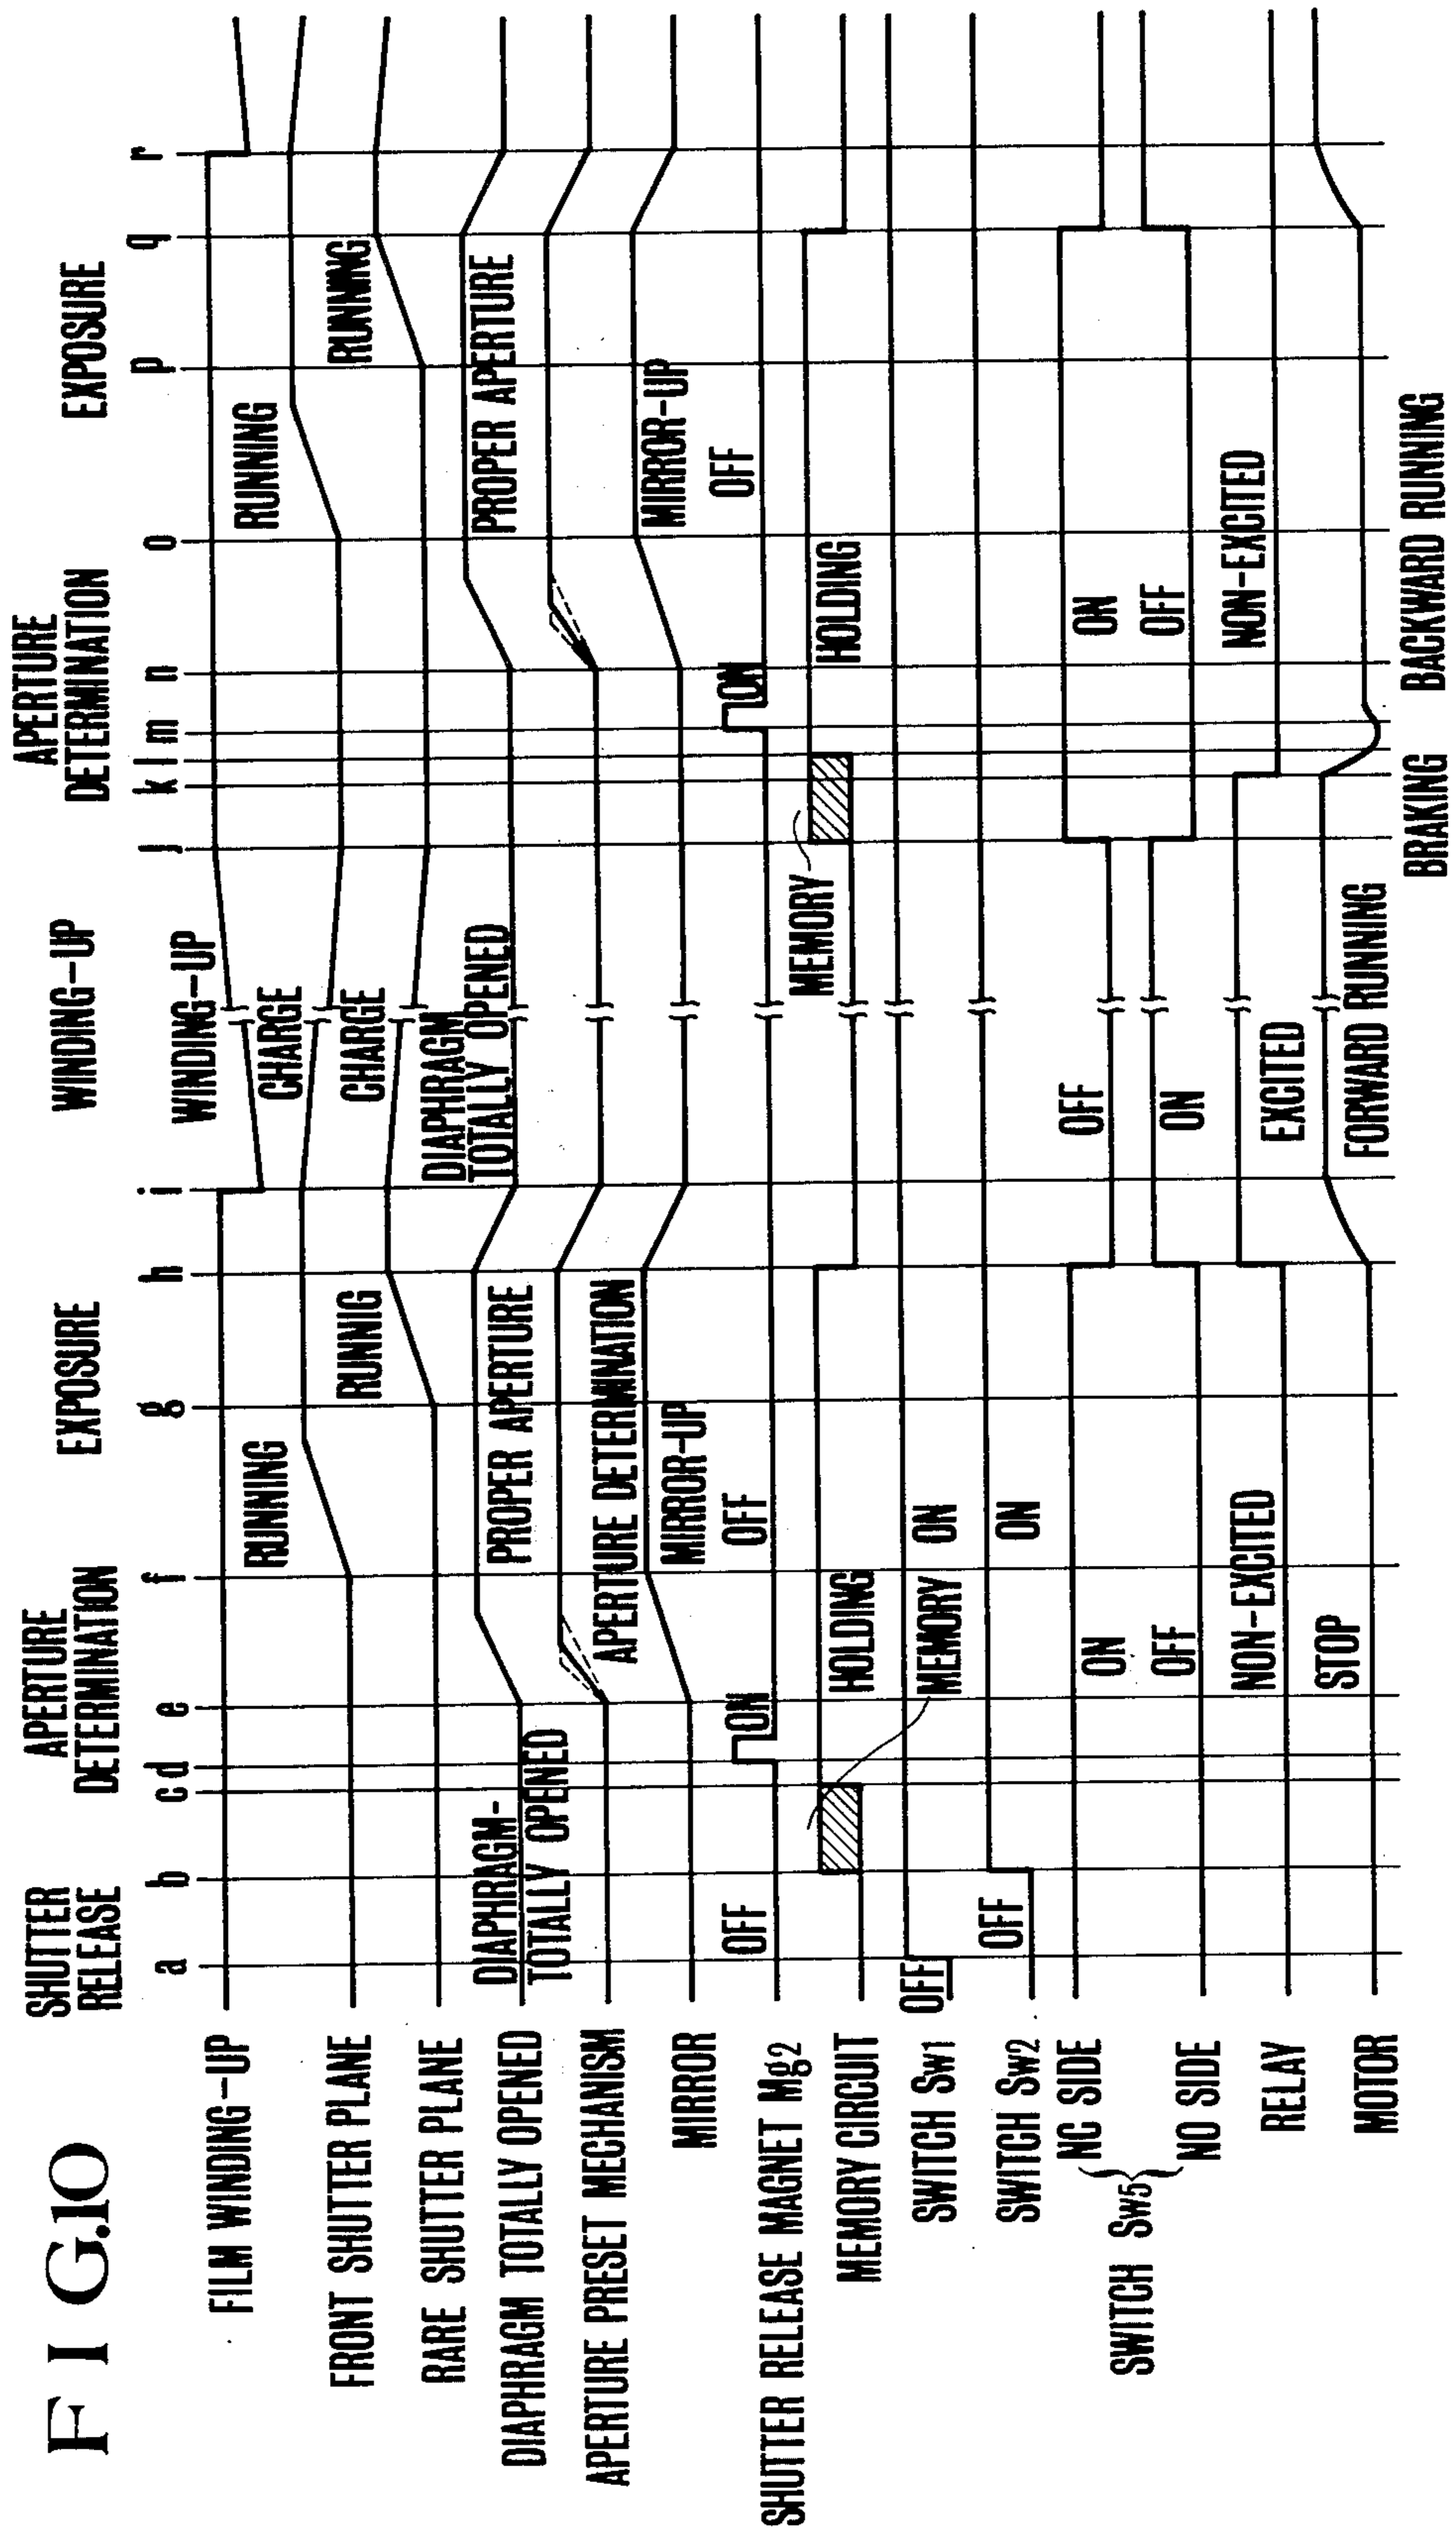 FIG.10
SHUTTER
RELEASE
APERTURE
DETERMINATION
EXPOSURE
WINDING-UP
APERTURE
DETERMINATION
EXPOSURE
a b c d e f g h i j k l m n o p q r
FILM WINDING-UP
WINDING-UP
FRONT SHUTTER PLANE
RUNNING
CHARGE
RUNNING
RARE SHUTTER PLANE
RUNNIG
CHARGE
RUNNING
DIAPHRAGM TOTALLY OPENED
DIAPHRAGM-
TOTALLY OPENED
PROPER APERTURE
DIAPHRAGM
TOTALLY OPENED
PROPER APERTURE
APERTURE PRESET MECHANISM
APERTURE DETERMINATION
MIRROR
MIRROR-UP
MIRROR-UP
SHUTTER RELEASE MAGNET Mg2
OFF
ON
OFF
ON
OFF
MEMORY CIRCUIT
HOLDING
MEMORY
MEMORY
HOLDING
SWITCH SW1
OFF
ON
SWITCH SW2
OFF
ON
SWITCH SW5
NC SIDE
ON
OFF
ON
NO SIDE
OFF
ON
OFF
RELAY
NON-EXCITED
EXCITED
NON-EXCITED
MOTOR
STOP
FORWARD RUNNING
BRAKING
BACKWARD RUNNING